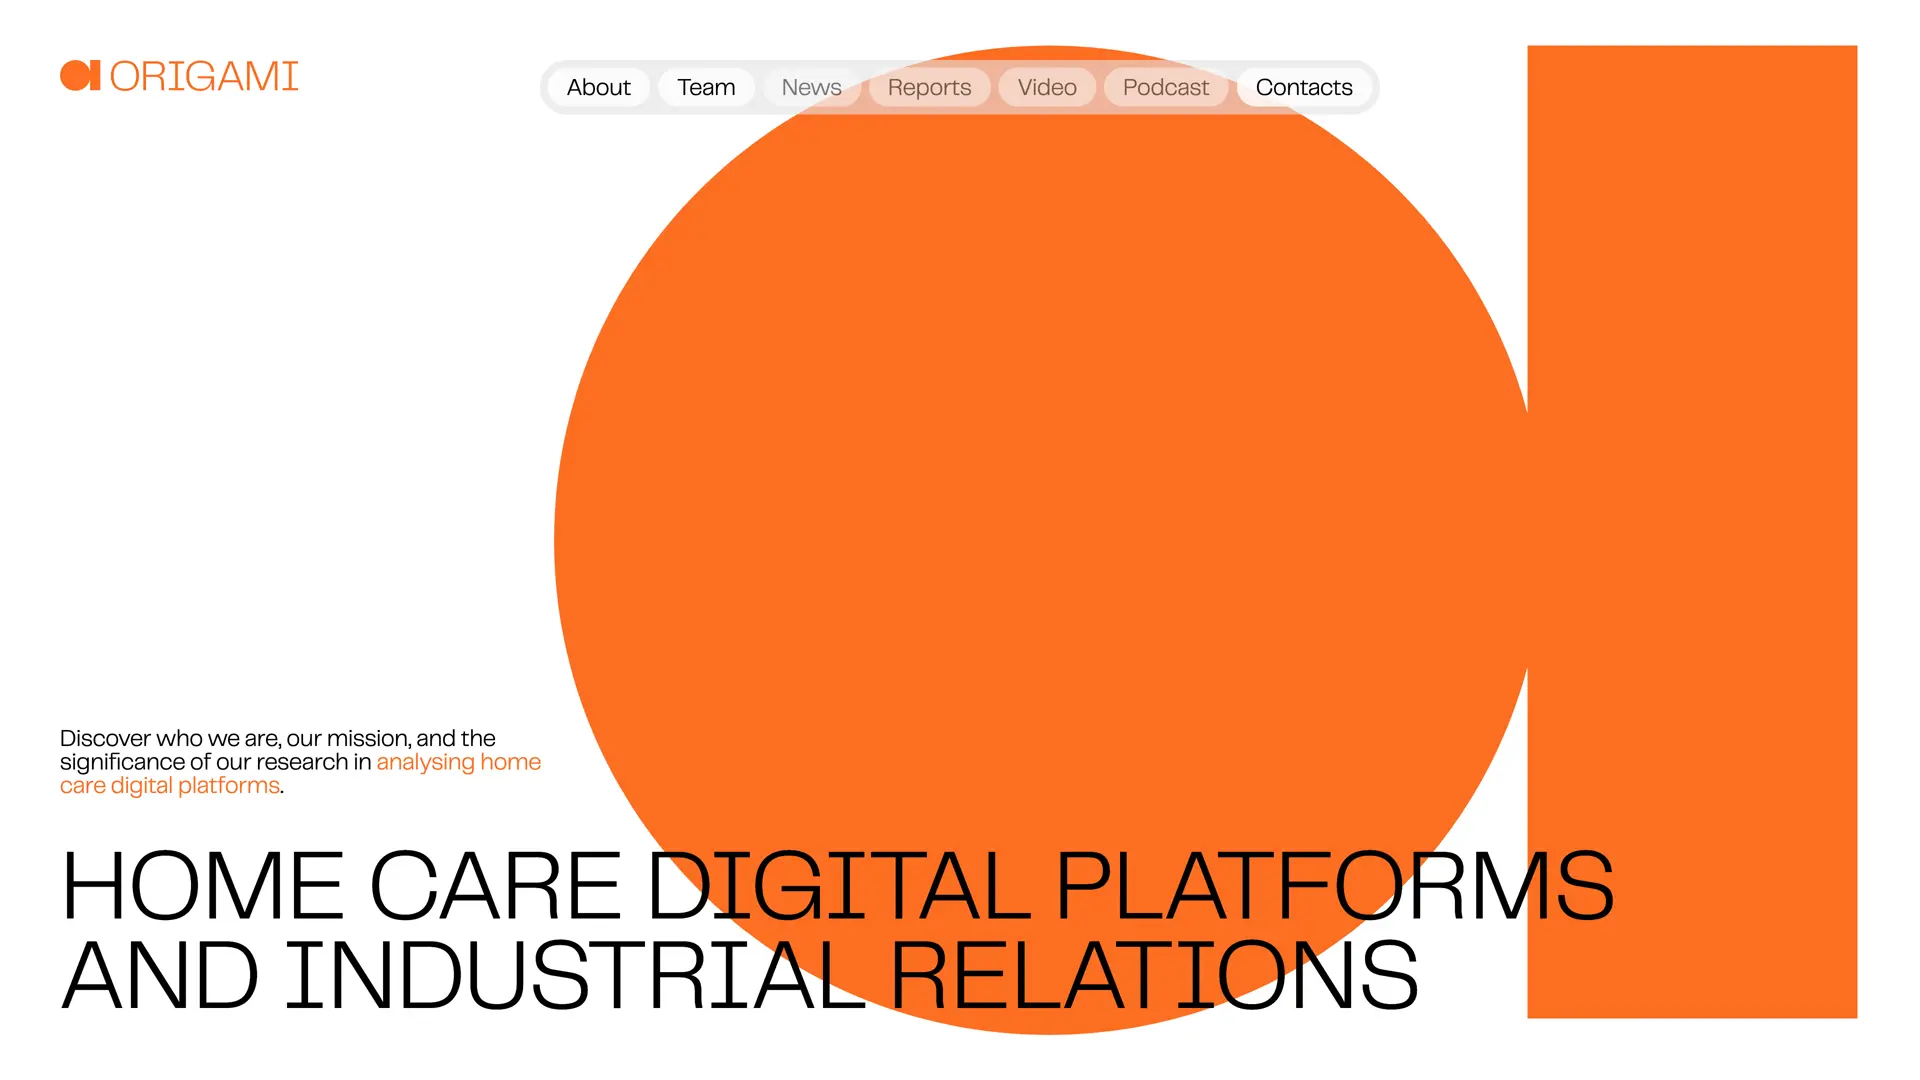 ORIGAMI
About Team News Reports Video Podcast Contacts
Discover who we are, our mission, and the
significance of our research in analysing home
care digital platforms.
HOME CARE DIGITAL PLATFORMS
AND INDUSTRIAL RELATIONS